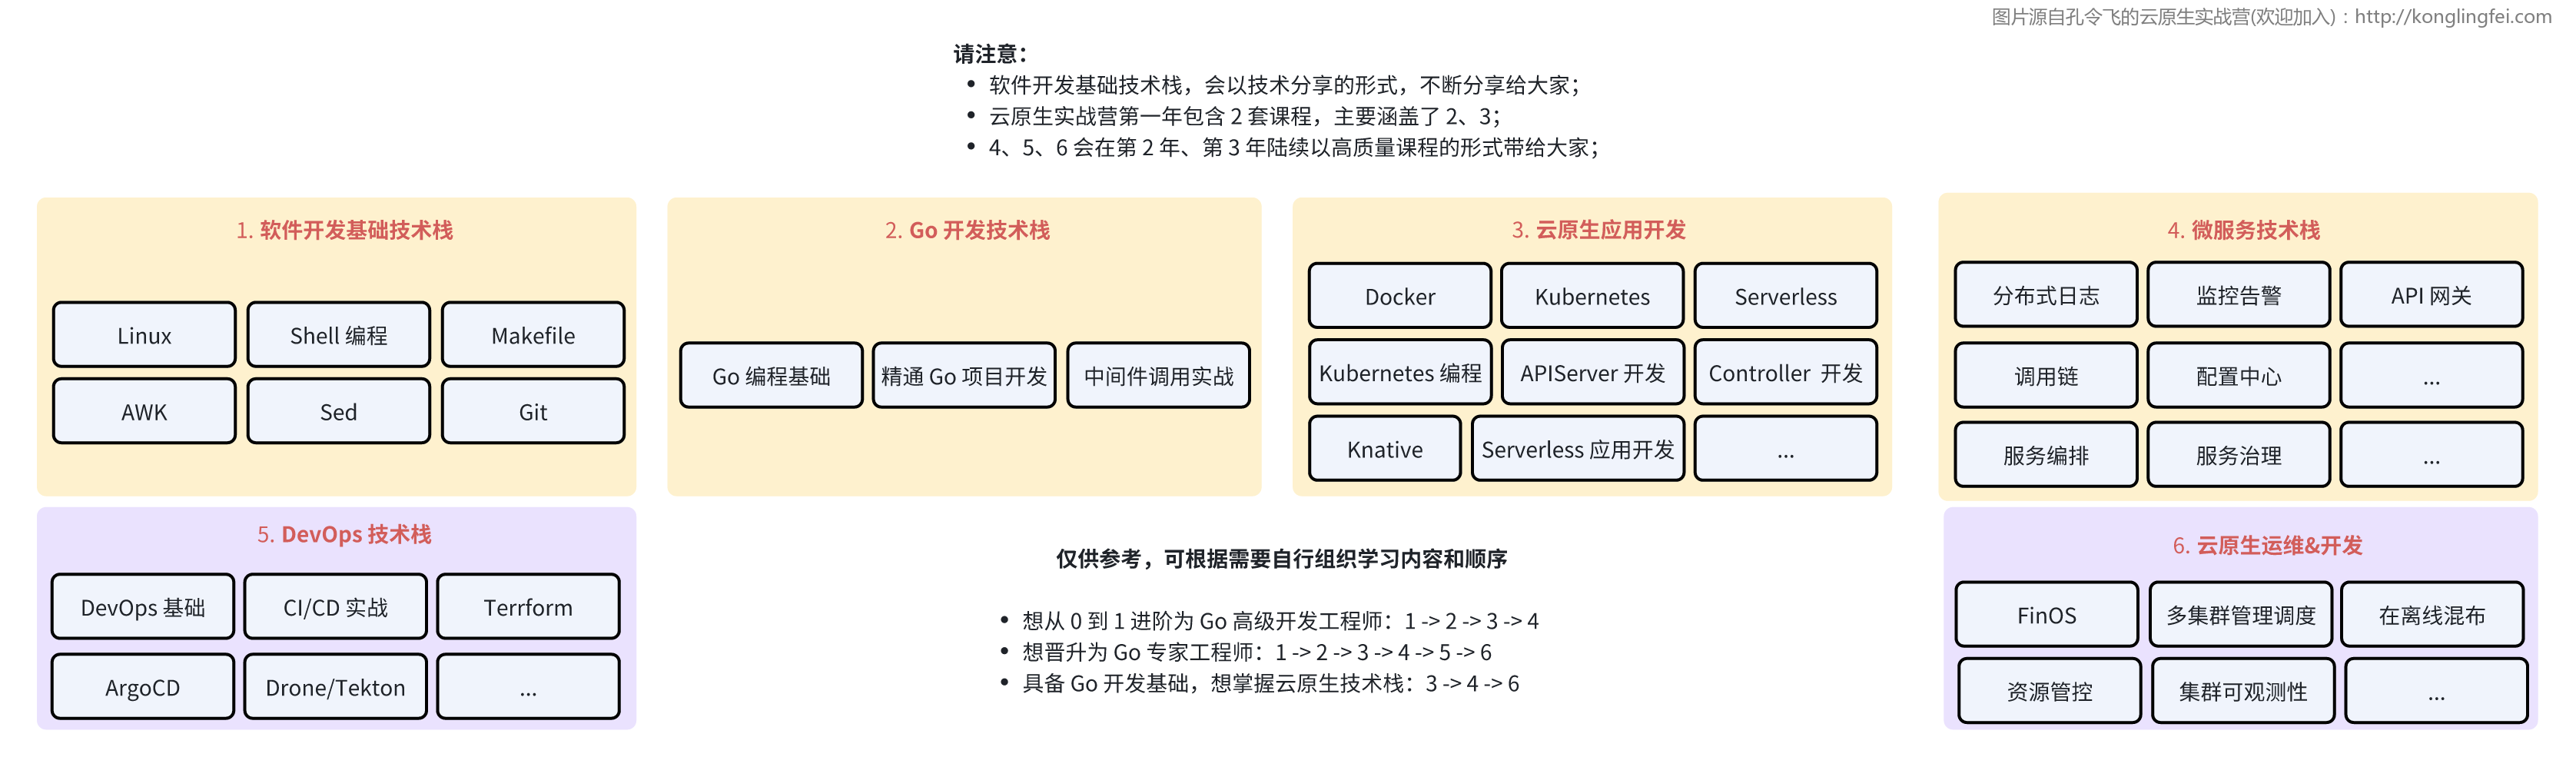 图片源自孔令飞的云原生实战营(欢迎加入)：http://konglingfei.com
请注意：
• 软件开发基础技术栈，会以技术分享的形式，不断分享给大家；
• 云原生实战营第一年包含 2 套课程，主要涵盖了 2、3；
• 4、5、6 会在第 2 年、第 3 年陆续以高质量课程的形式带给大家；
1. 软件开发基础技术栈
Linux
Shell 编程
Makefile
AWK
Sed
Git
2. Go 开发技术栈
Go 编程基础
精通 Go 项目开发
中间件调用实战
3. 云原生应用开发
Docker
Kubernetes
Serverless
Kubernetes 编程
APIServer 开发
Controller 开发
Knative
Serverless 应用开发
...
4. 微服务技术栈
分布式日志
监控告警
API 网关
调用链
配置中心
...
服务编排
服务治理
...
5. DevOps 技术栈
DevOps 基础
CI/CD 实战
Terrform
ArgoCD
Drone/Tekton
...
仅供参考，可根据需要自行组织学习内容和顺序
• 想从 0 到 1 进阶为 Go 高级开发工程师：1 -> 2 -> 3 -> 4
• 想晋升为 Go 专家工程师：1 -> 2 -> 3 -> 4 -> 5 -> 6
• 具备 Go 开发基础，想掌握云原生技术栈：3 -> 4 -> 6
6. 云原生运维&开发
FinOS
多集群管理调度
在离线混布
资源管控
集群可观测性
...